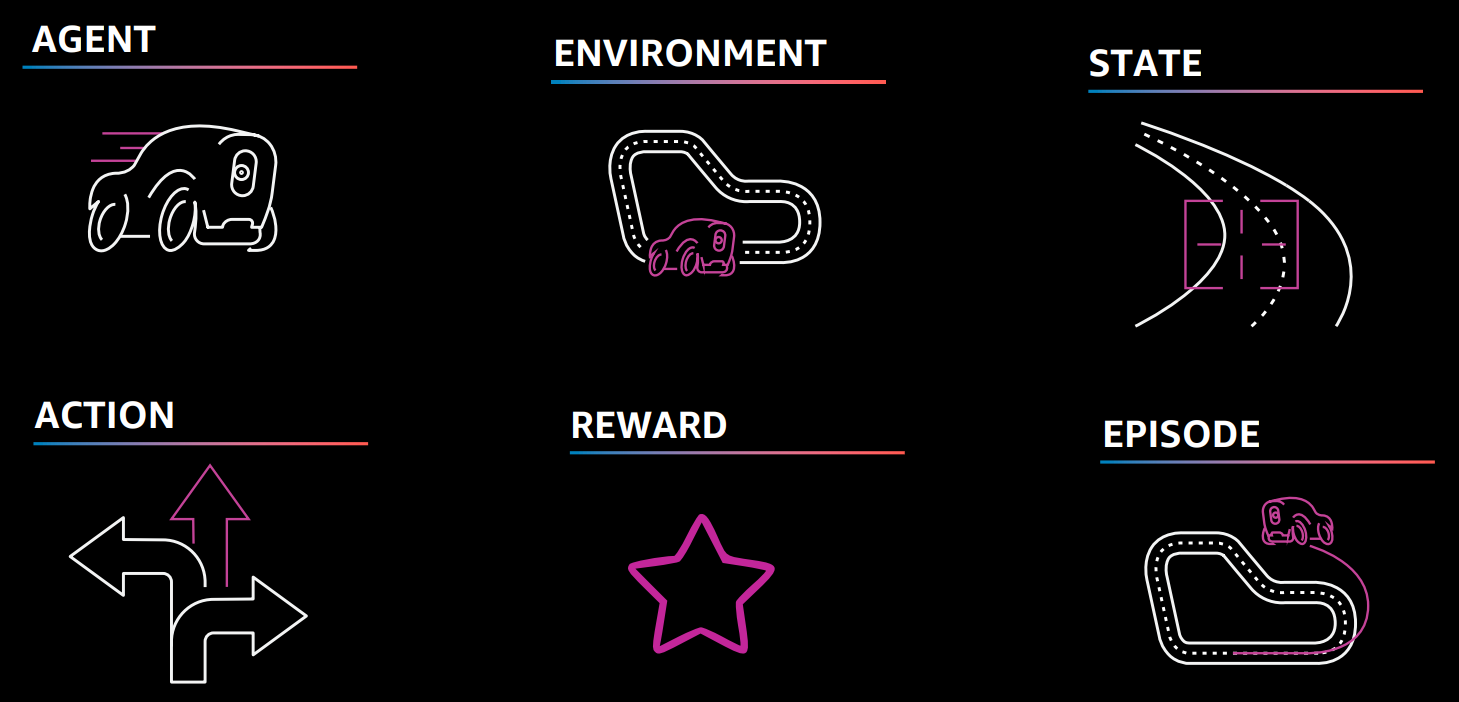 AGENT
ENVIRONMENT
STATE
ACTION
REWARD
EPISODE